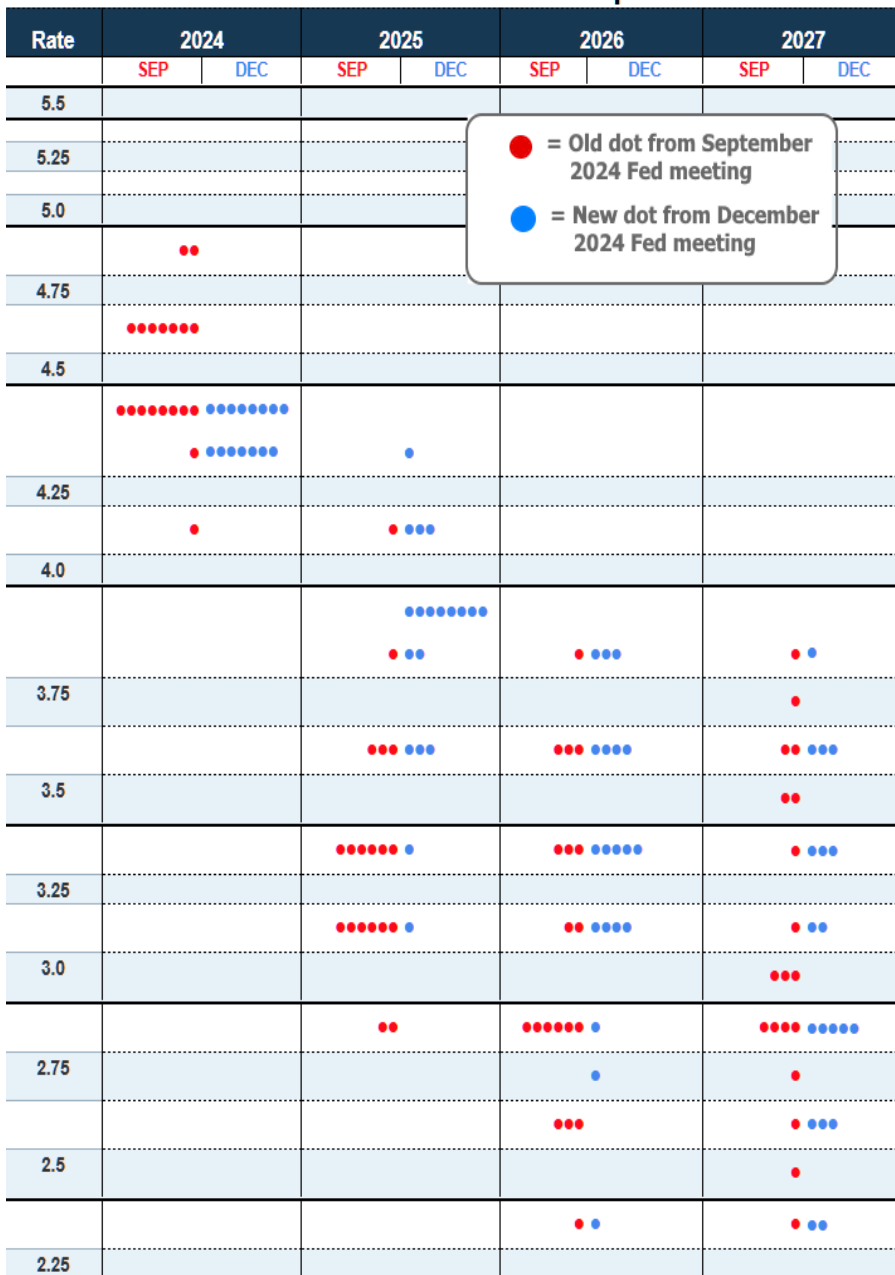 Rate 2024 2025 2026 2027
SEP DEC SEP DEC SEP DEC SEP DEC
5.5
= Old dot from September
2024 Fed meeting
5.25
5.0
= New dot from December
2024 Fed meeting
4.75
4.5
4.25
4.0
3.75
3.5
3.25
3.0
2.75
2.5
2.25